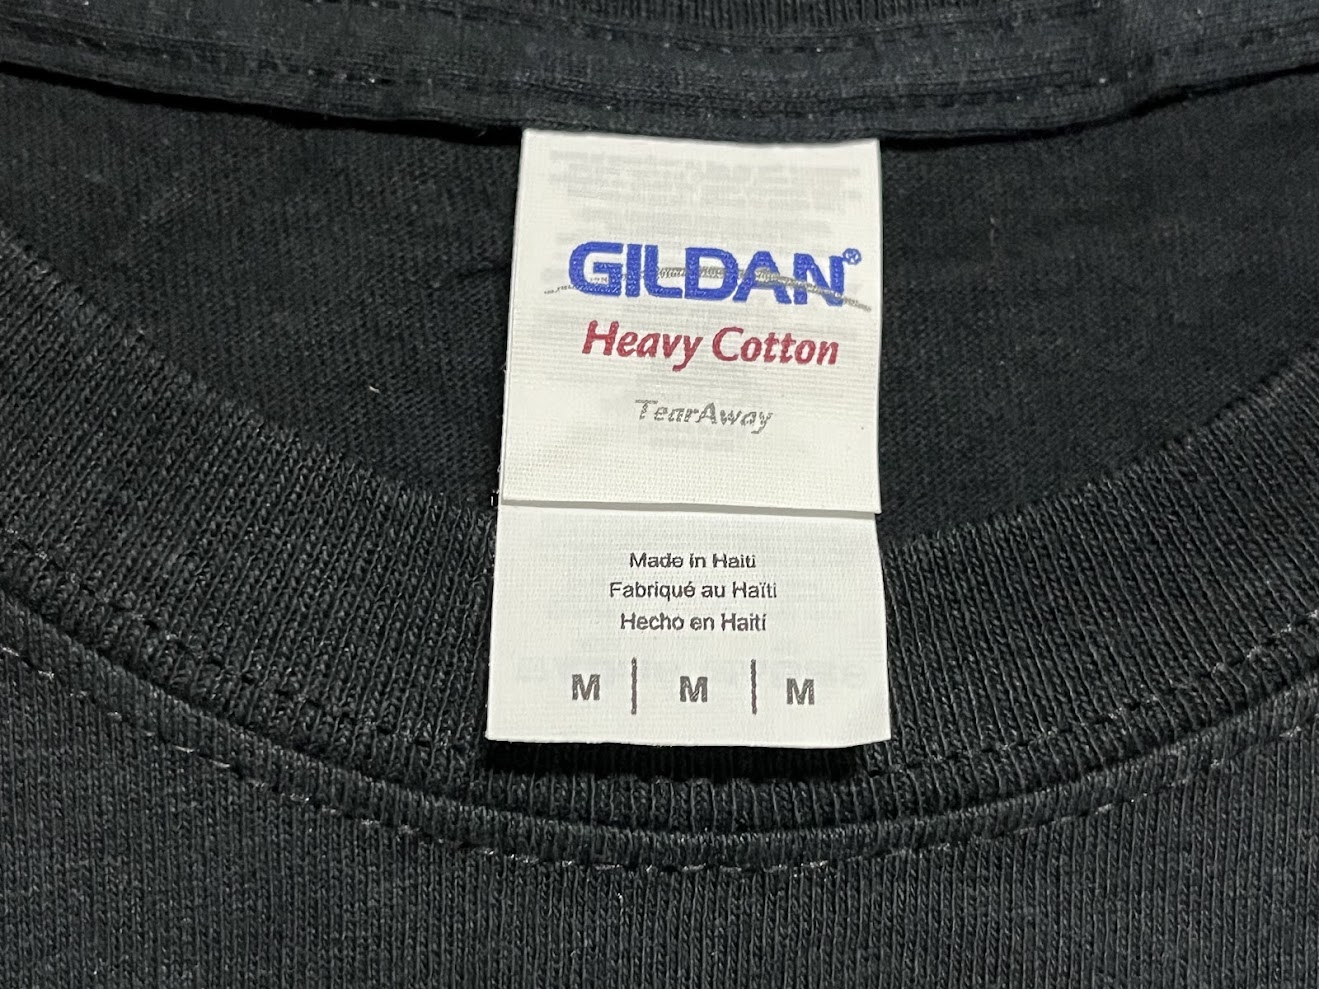 GILDAN®
Heavy Cotton
TearAway
Made in Haiti
Fabriqué au Haïti
Hecho en Haití
M | M | M